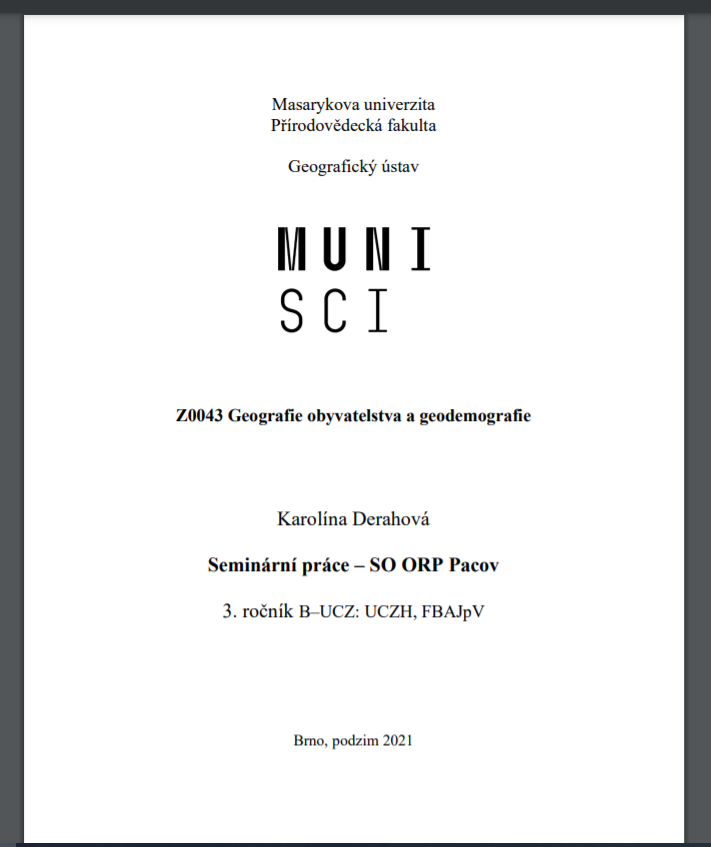 Masarykova univerzita
Přírodovědecká fakulta
Geografický ústav
MUNI
SCI
Z0043 Geografie obyvatelstva a geodemografie
Karolína Derahová
Seminární práce – SO ORP Pacov
3. ročník B–UCZ: UCZH, FBAJpV
Brno, podzim 2021